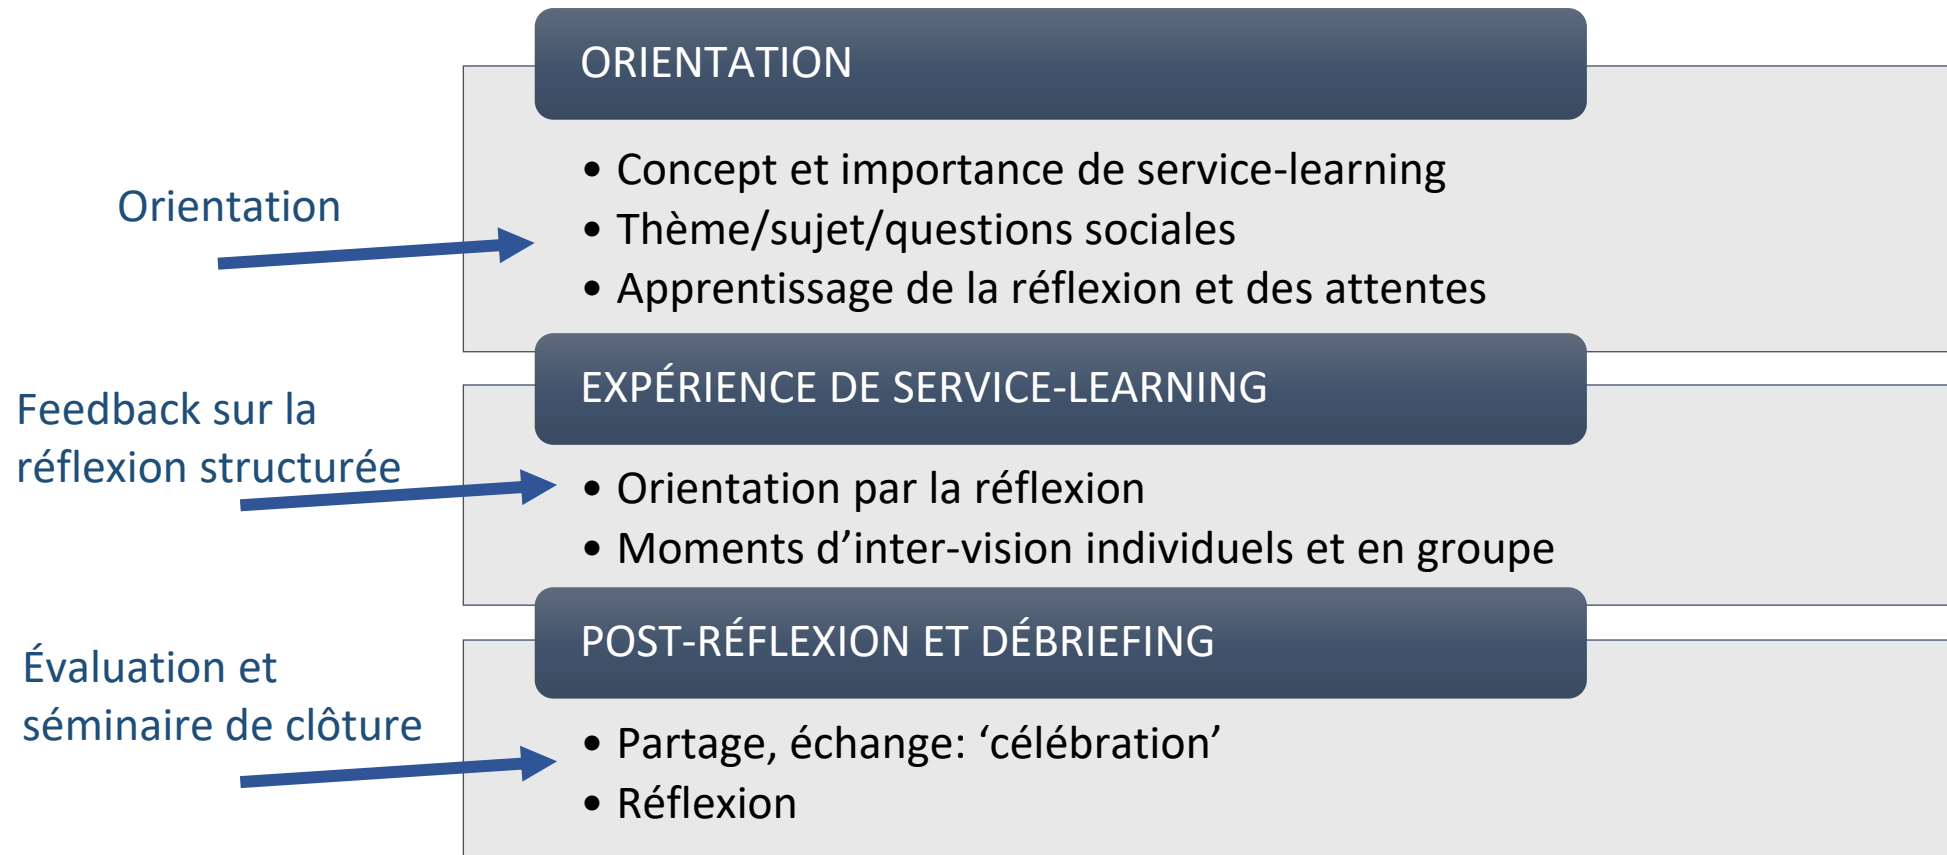 ORIENTATION
Orientation
• Concept et importance de service-learning
• Thème/sujet/questions sociales
• Apprentissage de la réflexion et des attentes
EXPÉRIENCE DE SERVICE-LEARNING
Feedback sur la
réflexion structurée
• Orientation par la réflexion
• Moments d’inter-vision individuels et en groupe
POST-RÉFLEXION ET DÉBRIEFING
Évaluation et
séminaire de clôture
• Partage, échange: ‘célébration’
• Réflexion